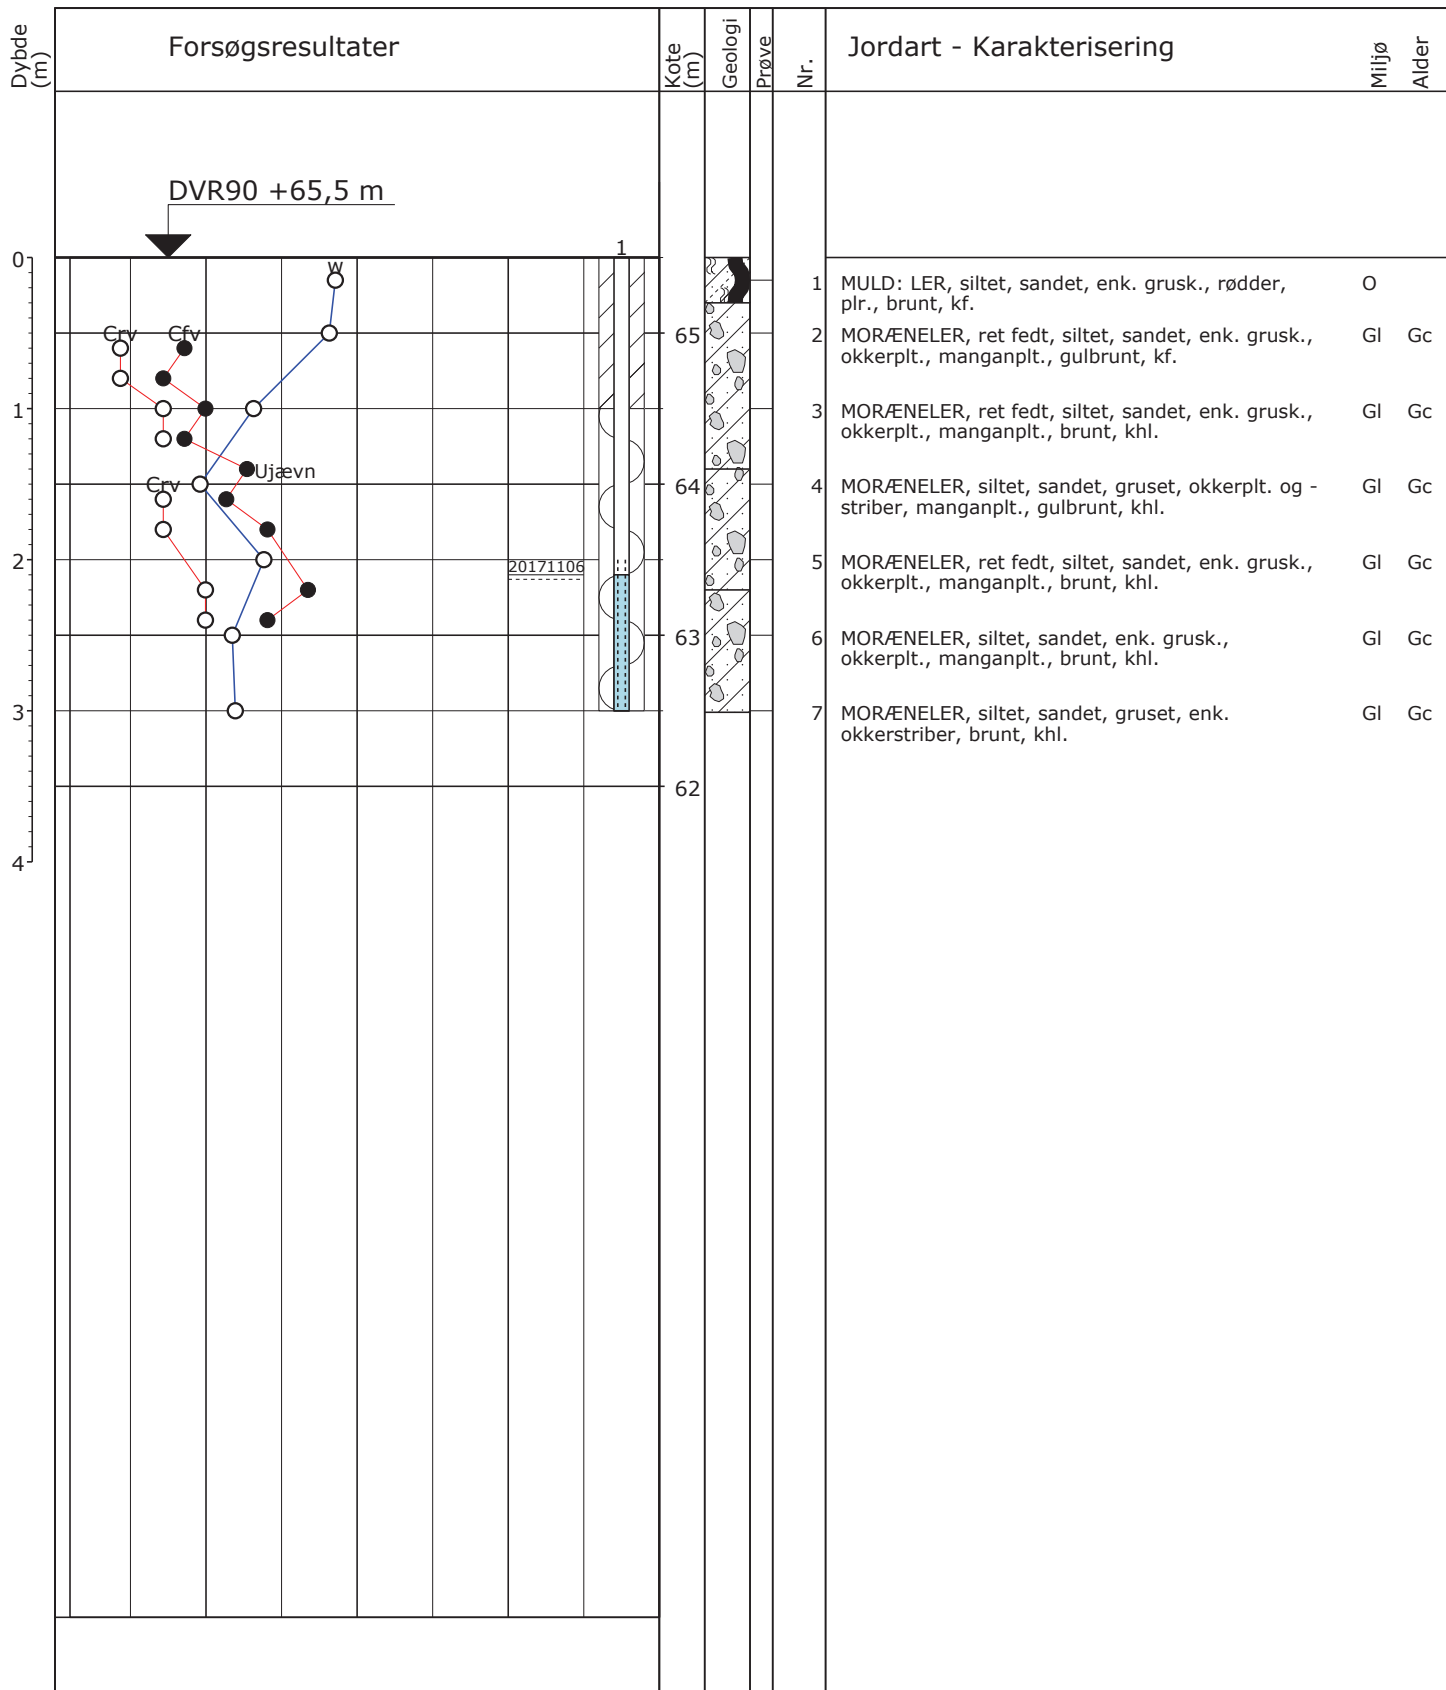 Dybde
(m)
Forsøgsresultater
Kote
(m)
Geologi
Prøve
Nr.
Jordart - Karakterisering
Miljø
Alder
DVR90 +65,5 m
1
0
w
1 MULD: LER, siltet, sandet, enk. grusk., rødder, O
plr., brunt, kf.
Crv Cfv
65
2 MORÆNELER, ret fedt, siltet, sandet, enk. grusk., Gl Gc
okkerplt., manganplt., gulbrunt, kf.
1
3 MORÆNELER, ret fedt, siltet, sandet, enk. grusk., Gl Gc
okkerplt., manganplt., brunt, khl.
Ujævn
Crv
64
4 MORÆNELER, siltet, sandet, gruset, okkerplt. og - Gl Gc
striber, manganplt., gulbrunt, khl.
2
20171106
5 MORÆNELER, ret fedt, siltet, sandet, enk. grusk., Gl Gc
okkerplt., manganplt., brunt, khl.
63
6 MORÆNELER, siltet, sandet, enk. grusk., Gl Gc
okkerplt., manganplt., brunt, khl.
3
7 MORÆNELER, siltet, sandet, gruset, enk. Gl Gc
okkerstriber, brunt, khl.
62
4